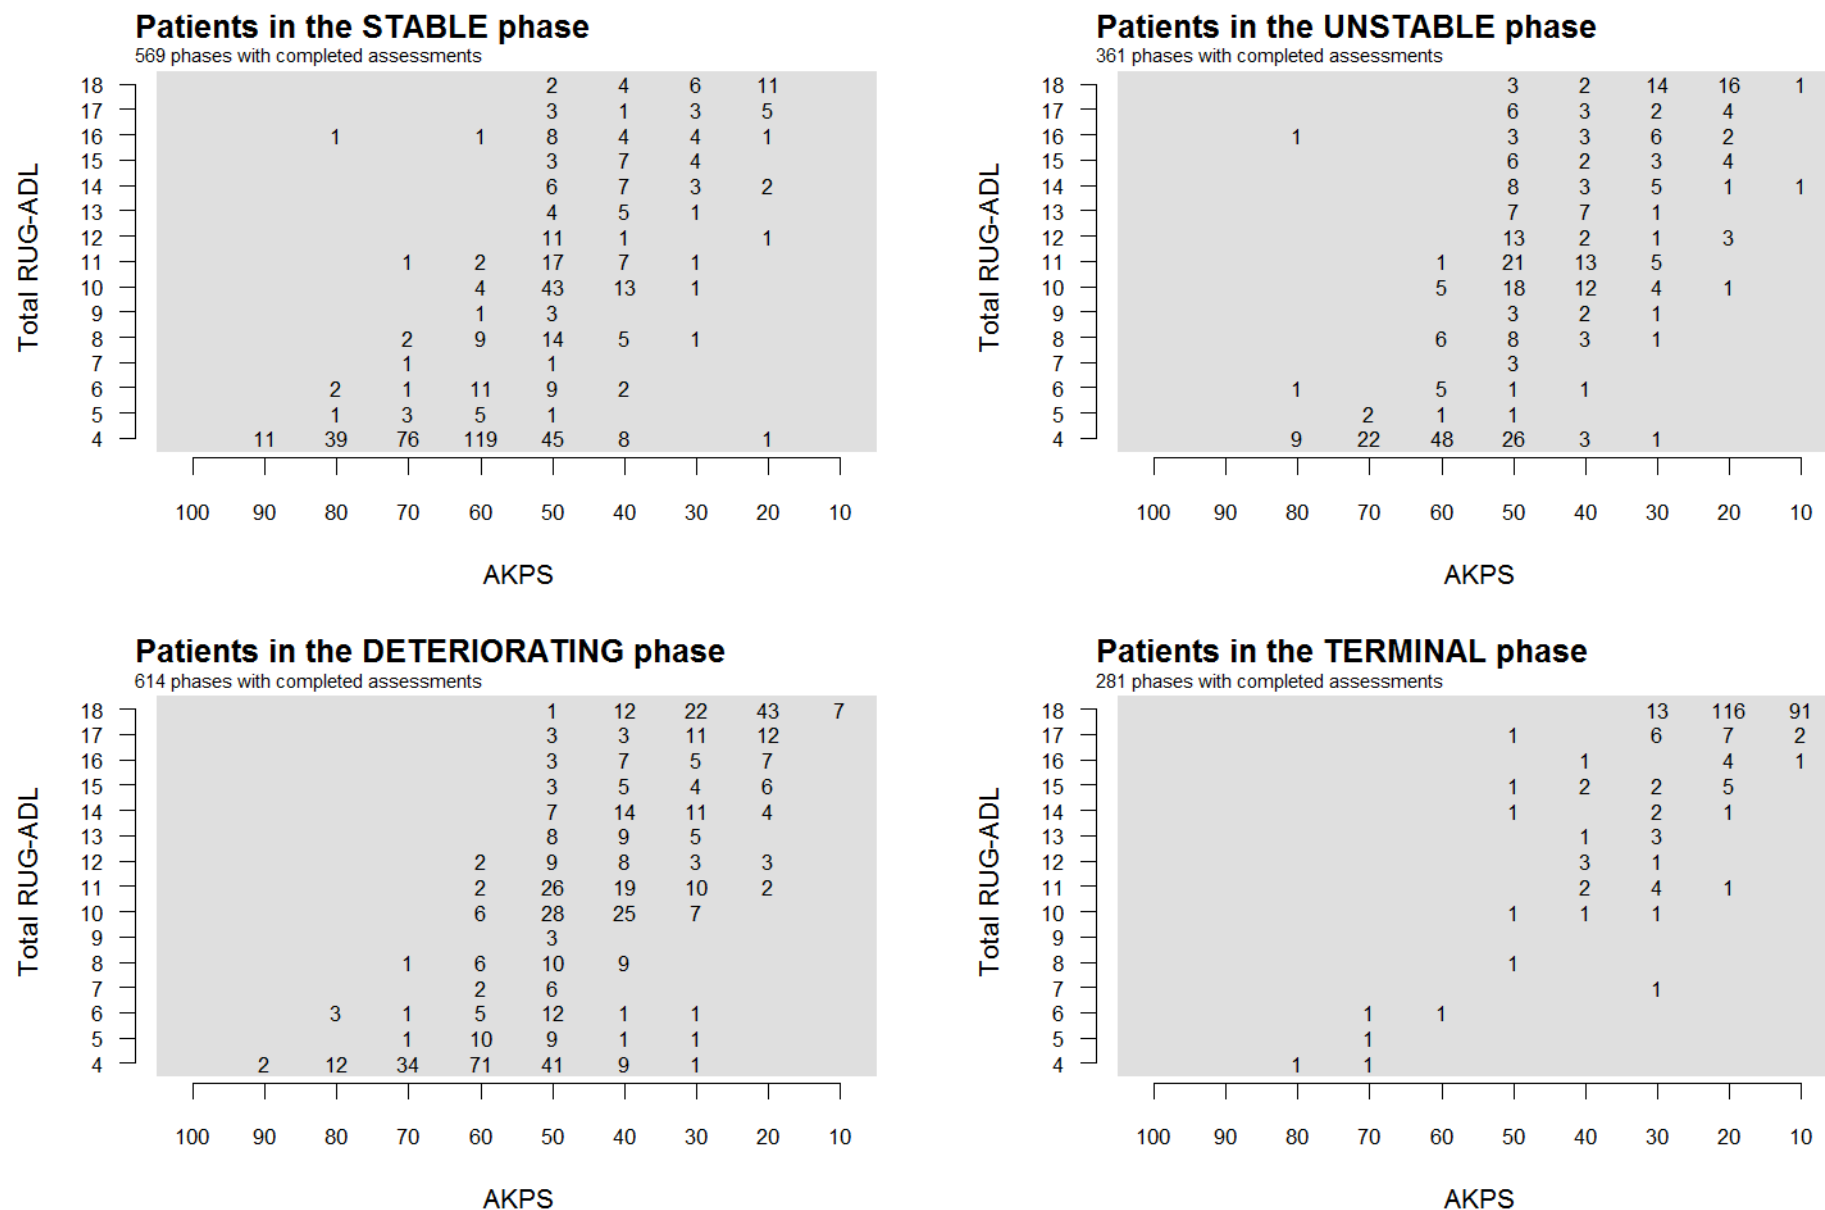 Patients in the STABLE phase
569 phases with completed assessments
Total RUG-ADL
18 2 4 6 11
17 3 1 3 5
16 1 1 8 4 4 1
15 3 7 4
14 6 7 3 2
13 4 5 1
12 11 1 1
11 1 2 17 7 1
10 4 43 13 1
9 1 3
8 2 9 14 5 1
7 1 1
6 2 1 11 9 2
5 1 3 5 1
4 11 39 76 119 45 8 1
100 90 80 70 60 50 40 30 20 10
AKPS
Patients in the UNSTABLE phase
361 phases with completed assessments
Total RUG-ADL
18 3 2 14 16 1
17 6 3 2 4
16 1 3 3 6 2
15 6 2 3 4
14 8 3 5 1 1
13 7 7 1
12 13 2 1 3
11 1 21 13 5
10 5 18 12 4 1
9 3 2 1
8 6 8 3 1
7 3
6 1 5 1 1
5 2 1 1
4 9 22 48 26 3 1
100 90 80 70 60 50 40 30 20 10
AKPS
Patients in the DETERIORATING phase
614 phases with completed assessments
Total RUG-ADL
18 1 12 22 43 7
17 3 3 11 12
16 3 7 5 7
15 3 5 4 6
14 7 14 11 4
13 8 9 5
12 2 9 8 3 3
11 2 26 19 10 2
10 6 28 25 7
9 3
8 1 6 10 9
7 2 6
6 3 1 5 12 1 1
5 1 10 9 1 1
4 2 12 34 71 41 9 1
100 90 80 70 60 50 40 30 20 10
AKPS
Patients in the TERMINAL phase
281 phases with completed assessments
Total RUG-ADL
18 13 116 91
17 1 6 7 2
16 1 4 1
15 1 2 2 5
14 1 2 1
13 1 3
12 3 1
11 2 4 1
10 1 1 1
9
8 1
7 1
6 1 1
5 1
4 1 1
100 90 80 70 60 50 40 30 20 10
AKPS